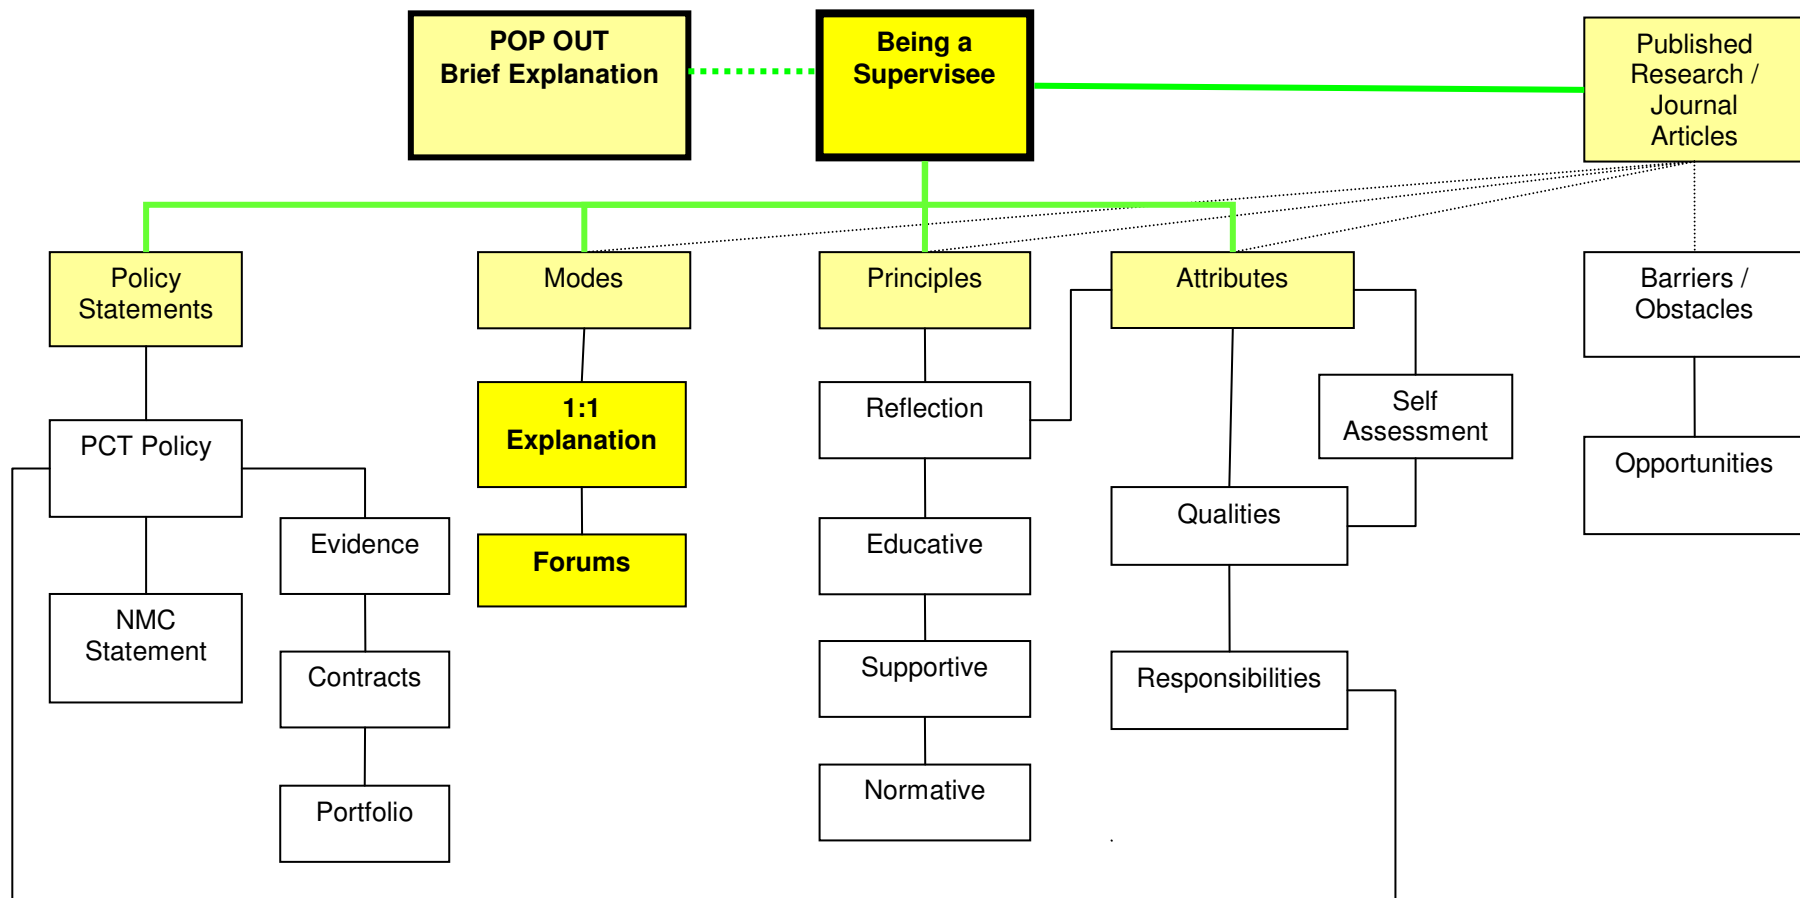 POP OUT
Brief Explanation
Being a
Supervisee
Published
Research /
Journal
Articles
Policy
Statements
Modes
Principles
Attributes
Barriers /
Obstacles
PCT Policy
1:1
Explanation
Reflection
Self
Assessment
Opportunities
Evidence
Forums
Educative
Qualities
NMC
Statement
Contracts
Supportive
Responsibilities
Portfolio
Normative
.